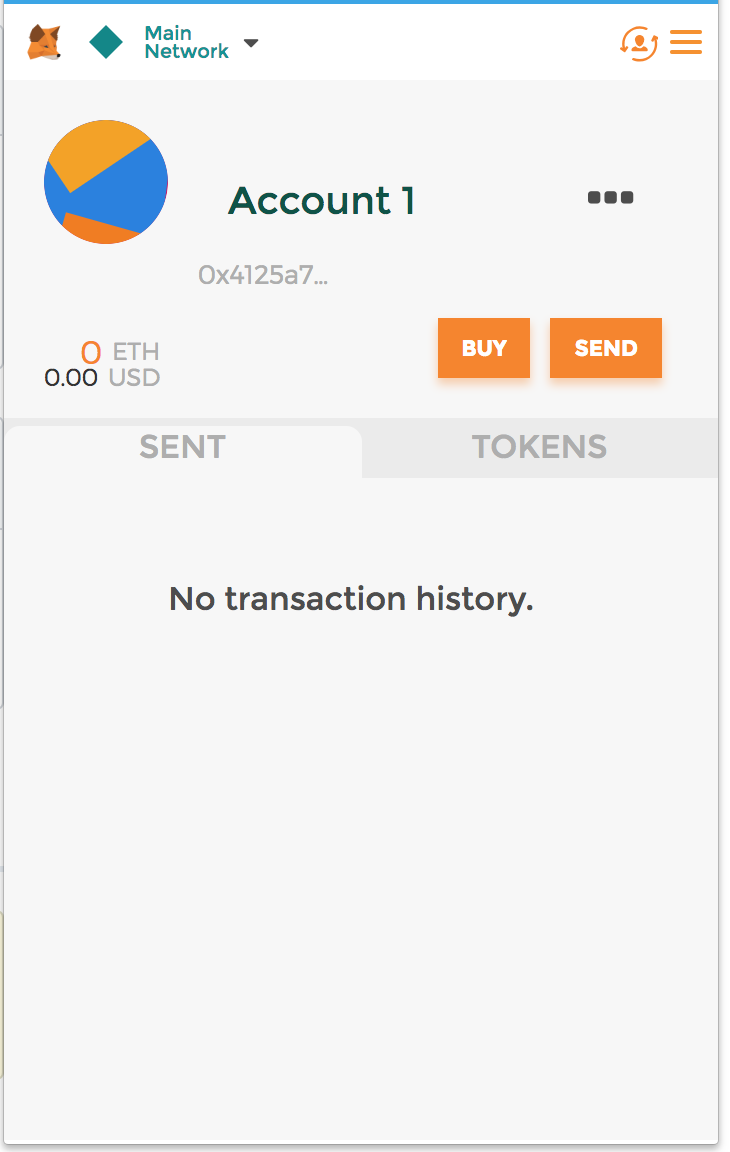 Main
Network
Account 1
0x4125a7...
0 ETH
0.00 USD
BUY
SEND
SENT
TOKENS
No transaction history.